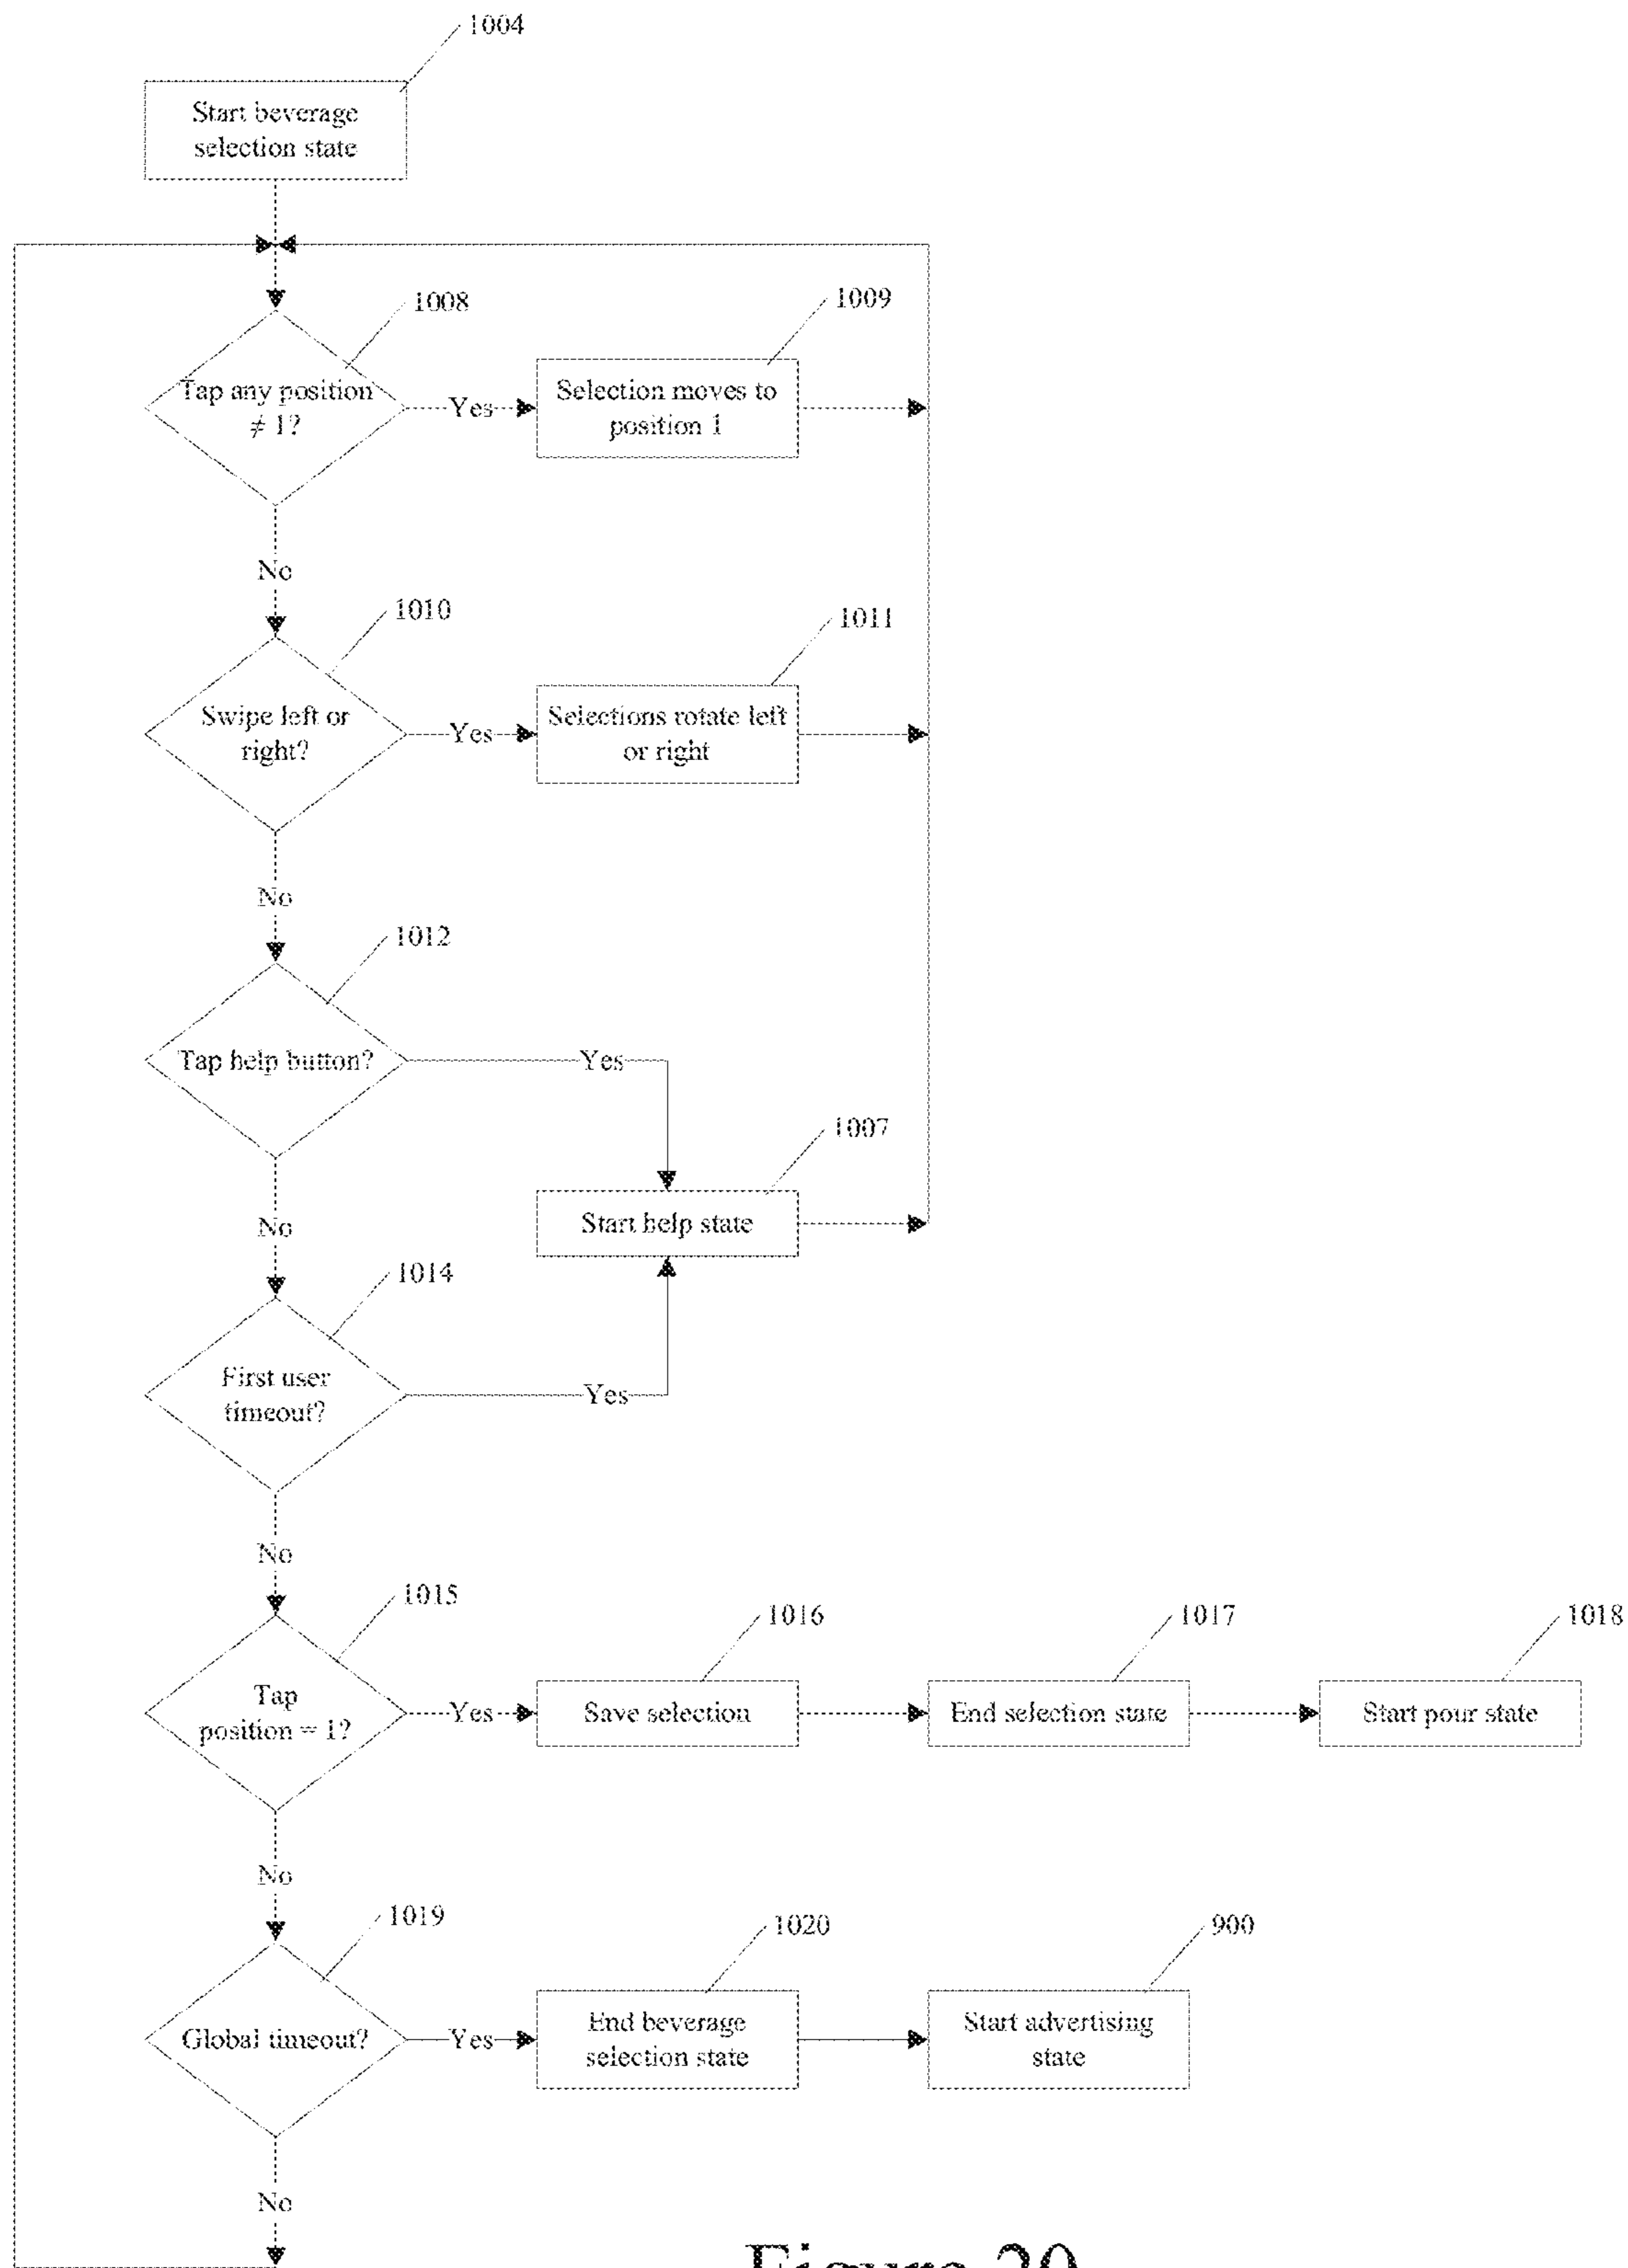 1004
Start beverage
selection state
1008
1009
Tap any position
≠ 1?
Yes
Selection moves to
position 1
No
1010
1011
Swipe left or
right?
Yes
Selections rotate left
or right
No
1012
Tap help button?
Yes
1007
No
Start help state
1014
First user
timeout?
Yes
No
1015
1016
1017
1018
Tap
position = 1?
Yes
Save selection
End selection state
Start pour state
No
1019
1020
900
Global timeout?
Yes
End beverage
selection state
Start advertising
state
No
Figure 20